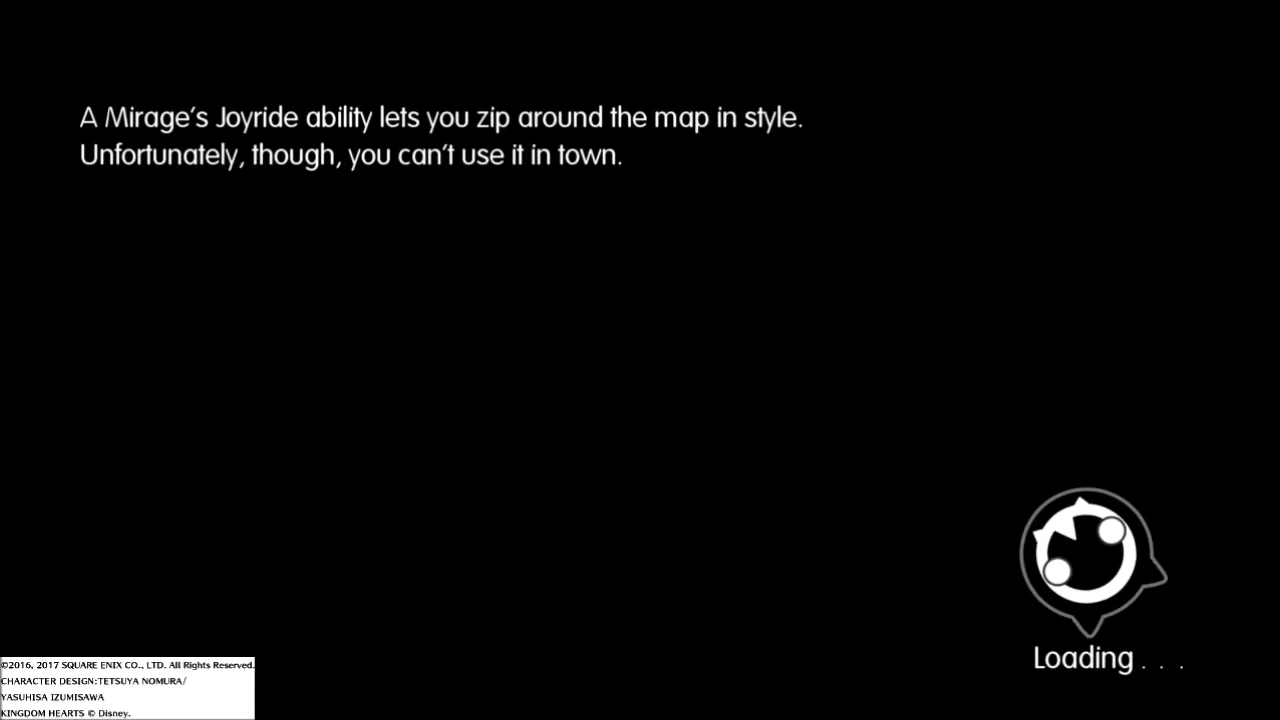 A Mirage's Joyride ability lets you zip around the map in style.
Unfortunately, though, you can't use it in town.
Loading . . .
©2016, 2017 SQUARE ENIX CO., LTD. All Rights Reserved.
CHARACTER DESIGN:TETSUYA NOMURA/
YASUHISA IZUMISAWA
KINGDOM HEARTS © Disney.